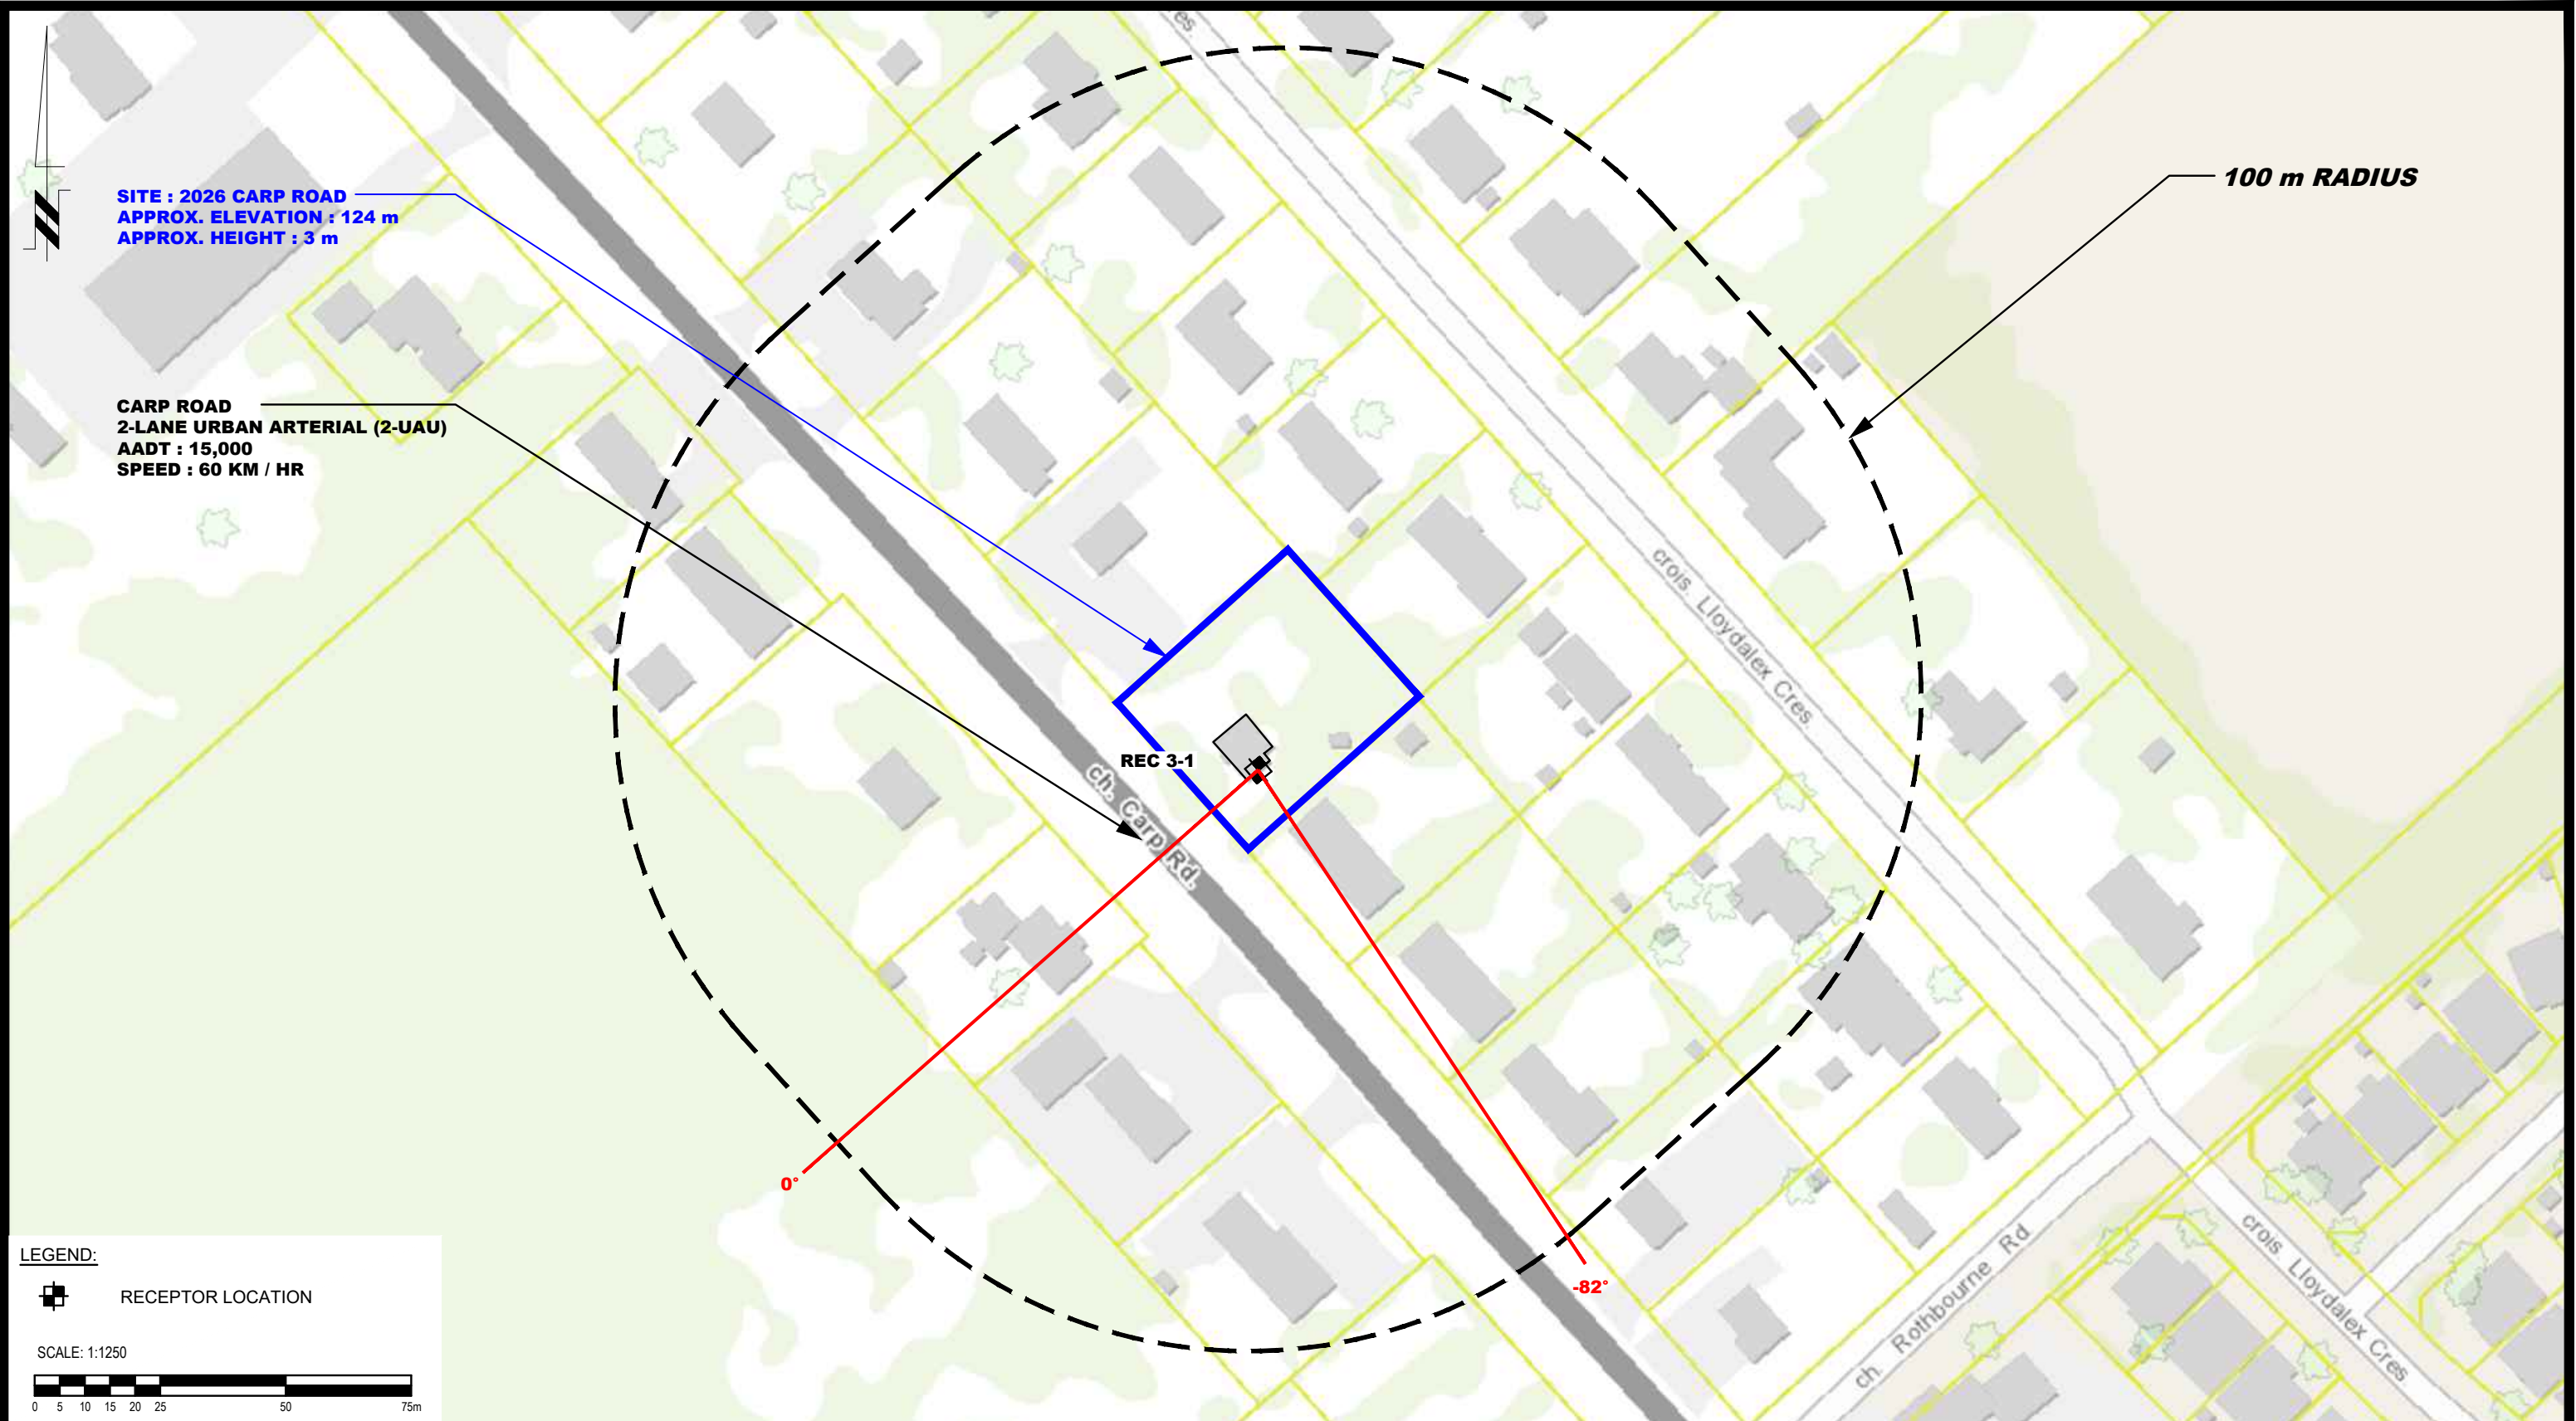 res.
100 m RADIUS
SITE : 2026 CARP ROAD
APPROX. ELEVATION : 124 m
APPROX. HEIGHT : 3 m
CARP ROAD
2-LANE URBAN ARTERIAL (2-UAU)
AADT : 15,000
SPEED : 60 KM / HR
crois. Lloydalex Cres.
REC 3-1
ch. Carp Rd.
0°
-82°
ch. Rothbourne Rd
crois. Lloydalex Cres
LEGEND:
RECEPTOR LOCATION
SCALE: 1:1250
0 5 10 15 20 25 50 75m